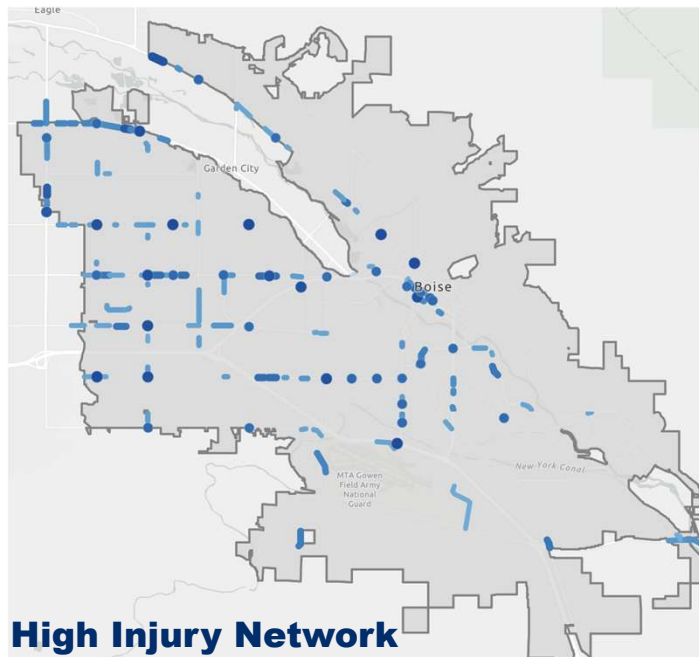 Eagle
Garden City
Boise
New York Canal
MTA Gowen
Field Army
National
Guard
High Injury Network